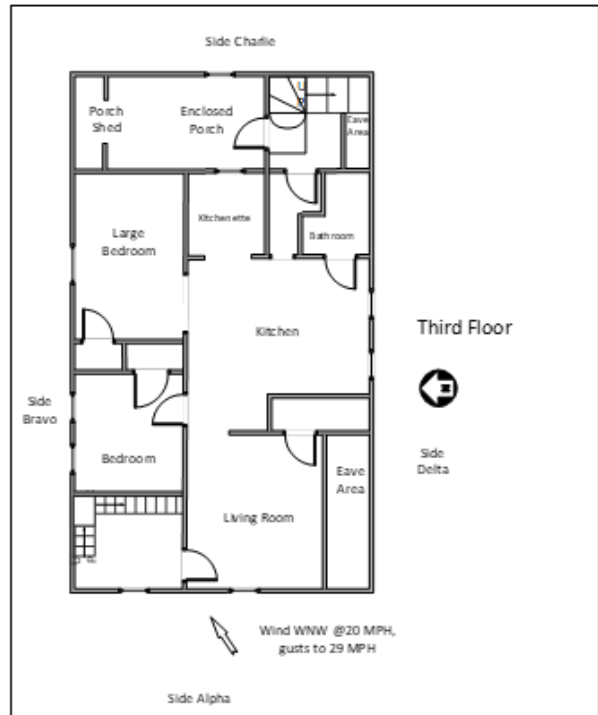 Side Charlie
Porch
Shed
Enclosed
Porch
Eave
Area
Kitchenette
Large
Bedroom
Bathroom
Kitchen
Third Floor
Side
Bravo
Side
Delta
Bedroom
Eave
Area
Living Room
Wind WNW @20 MPH,
gusts to 29 MPH
Side Alpha